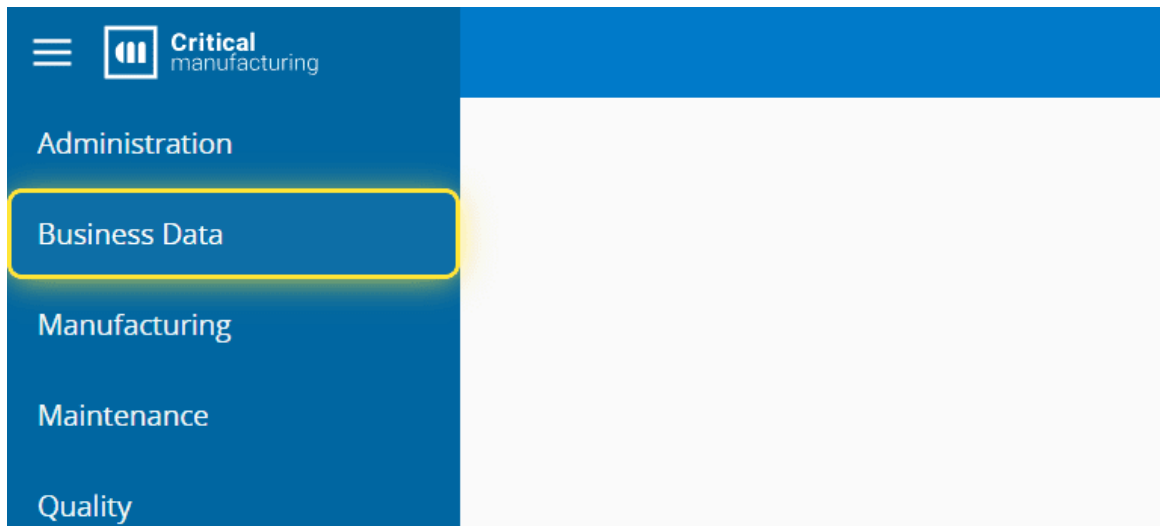 Critical
manufacturing
Administration
Business Data
Manufacturing
Maintenance
Quality